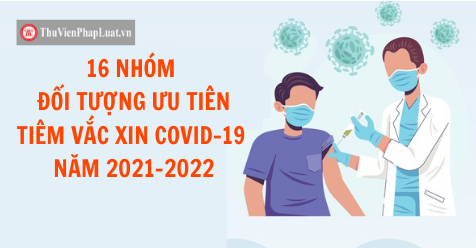 ThuVienPhapLuat.vn
16 NHÓM
ĐỐI TƯỢNG ƯU TIÊN
TIÊM VẮC XIN COVID-19
NĂM 2021-2022